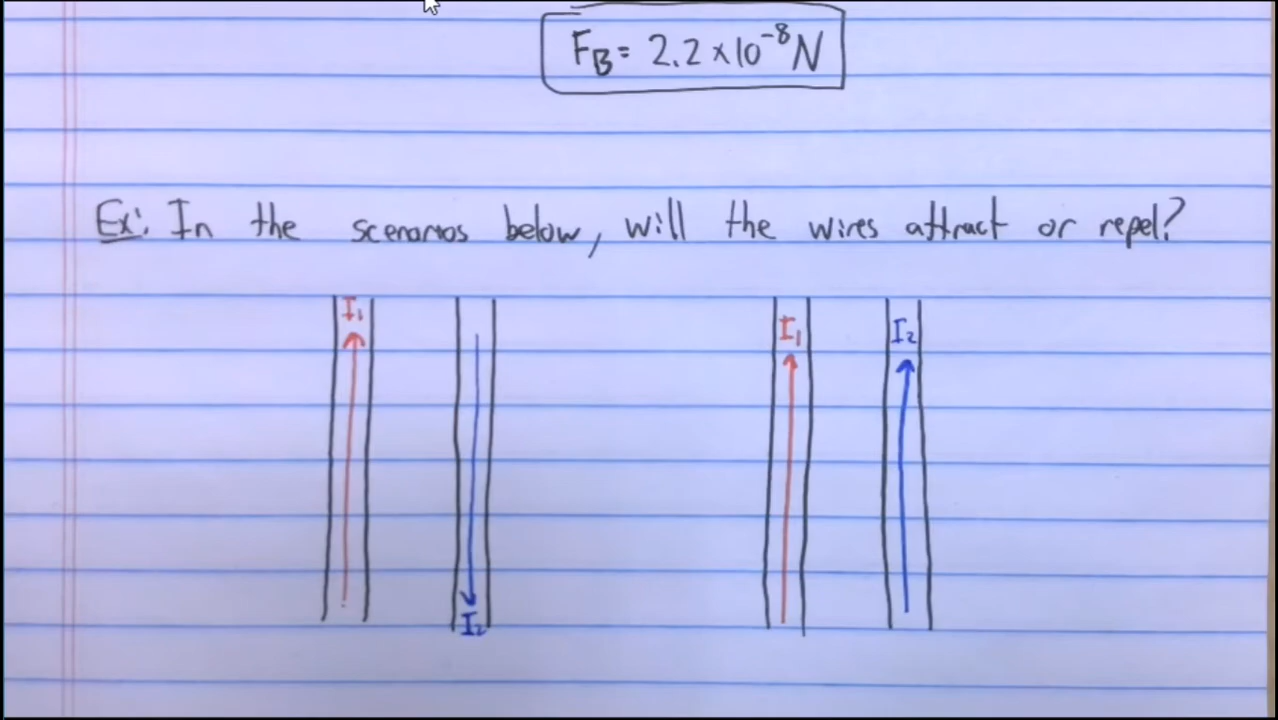 F_B = 2.2 × 10⁻⁸ N
Ex: In the scenarios below, will the wires attract or repel?
I₁
I₁ I₂
I₂